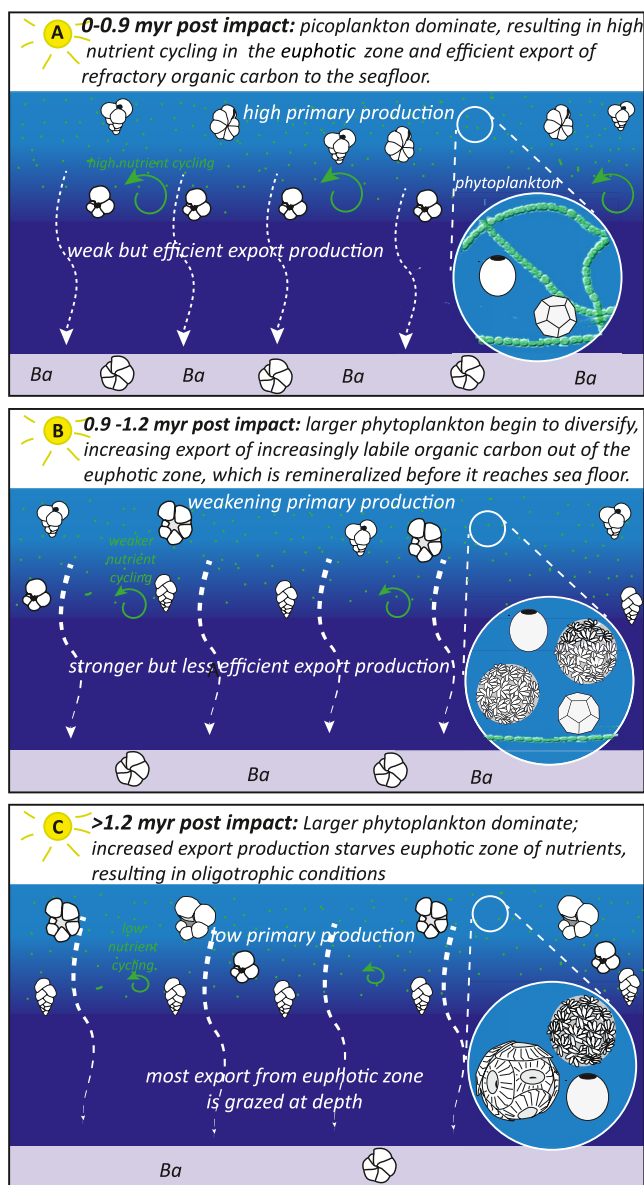 A
0-0.9 myr post impact: picoplankton dominate, resulting in high
nutrient cycling in the euphotic zone and efficient export of
refractory organic carbon to the seafloor.
high primary production
high nutrient cycling
phytoplankton
weak but efficient export production
Ba Ba Ba Ba
B
0.9 -1.2 myr post impact: larger phytoplankton begin to diversify,
increasing export of increasingly labile organic carbon out of the
euphotic zone, which is remineralized before it reaches sea floor.
weakening primary production
weaker
nutrient
cycling
stronger but less efficient export production
A
Ba Ba
C
>1.2 myr post impact: Larger phytoplankton dominate;
increased export production starves euphotic zone of nutrients,
resulting in oligotrophic conditions
low primary production
low
nutrient
cycling
most export from euphotic zone
is grazed at depth
Ba